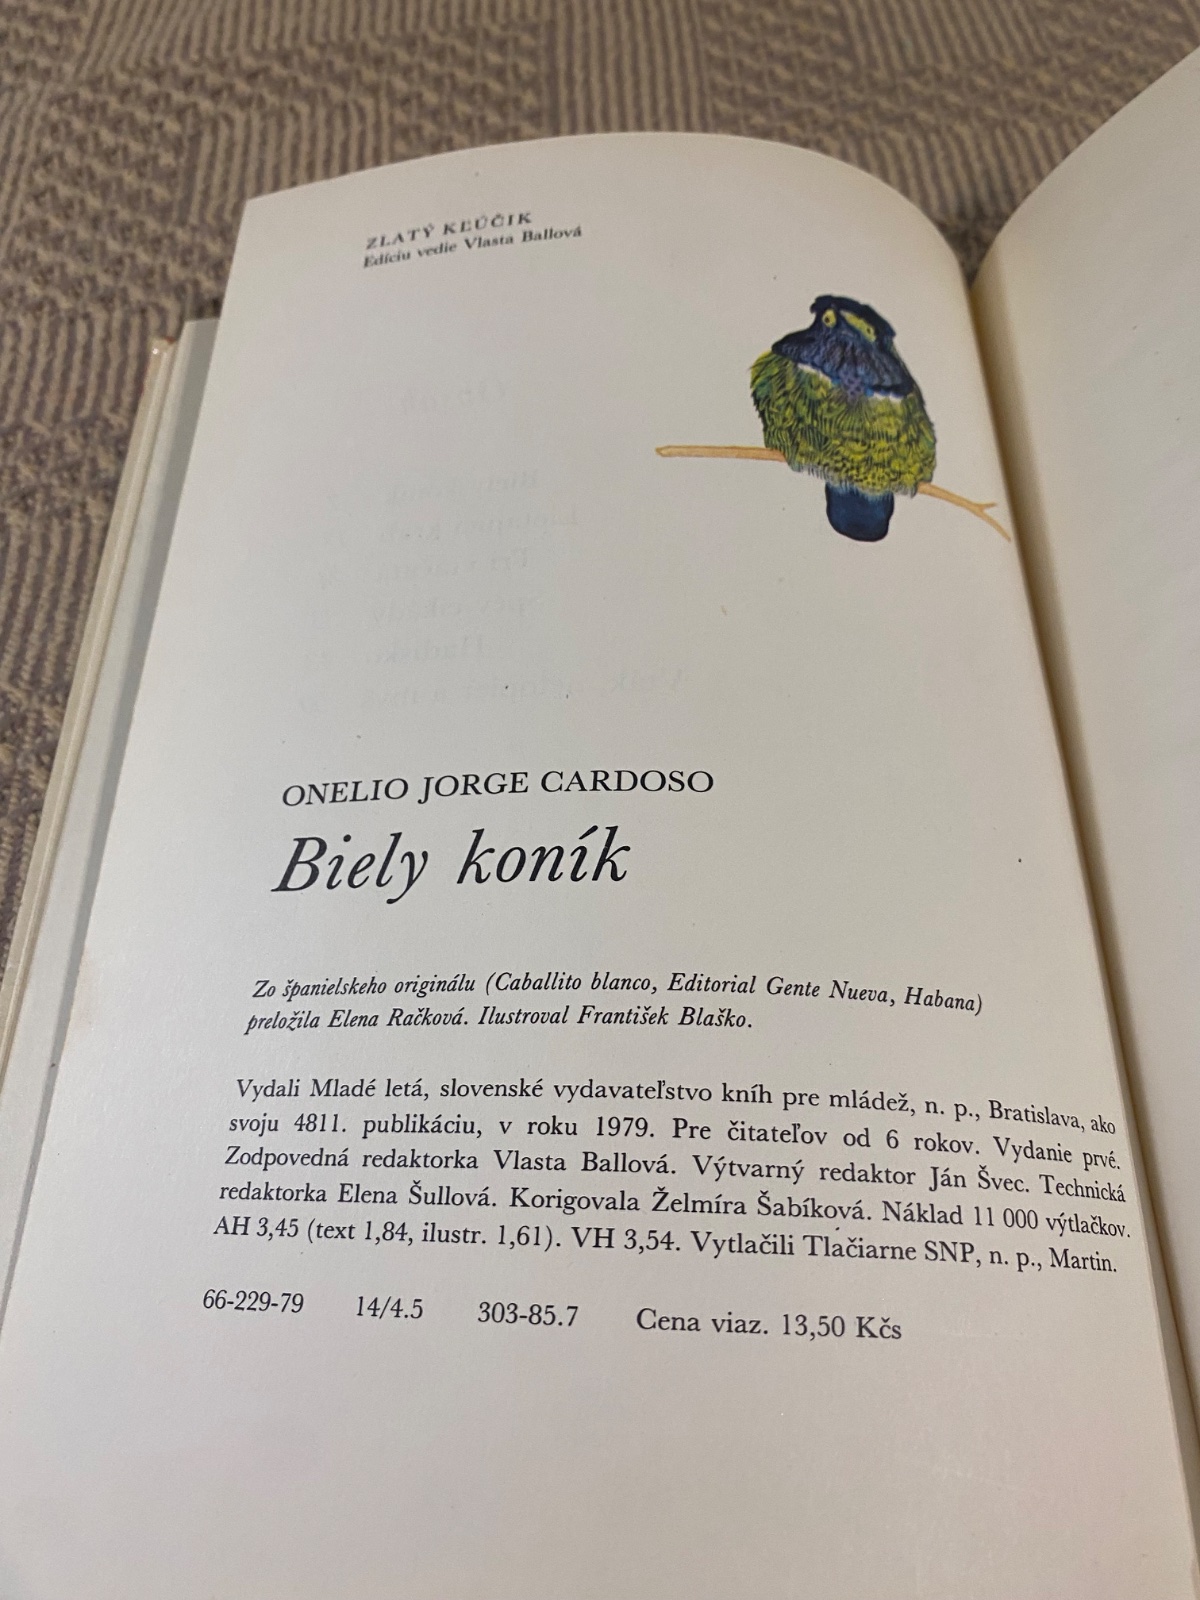 ZLATÝ KĽÚČIK
Edíciu vedie Vlasta Ballová
ONELIO JORGE CARDOSO
Biely koník
Zo španielskeho originálu (Caballito blanco, Editorial Gente Nueva, Habana)
preložila Elena Račková. Ilustroval František Blaško.
Vydali Mladé letá, slovenské vydavateľstvo kníh pre mládež, n. p., Bratislava, ako
svoju 4811. publikáciu, v roku 1979. Pre čitateľov od 6 rokov. Vydanie prvé.
Zodpovedná redaktorka Vlasta Ballová. Výtvarný redaktor Ján Švec. Technická
redaktorka Elena Šullová. Korigovala Želmíra Šabíková. Náklad 11 000 výtlačkov.
AH 3,45 (text 1,84, ilustr. 1,61). VH 3,54. Vytlačili Tlačiarne SNP, n. p., Martin.
66-229-79 14/4.5 303-85.7 Cena viaz. 13,50 Kčs